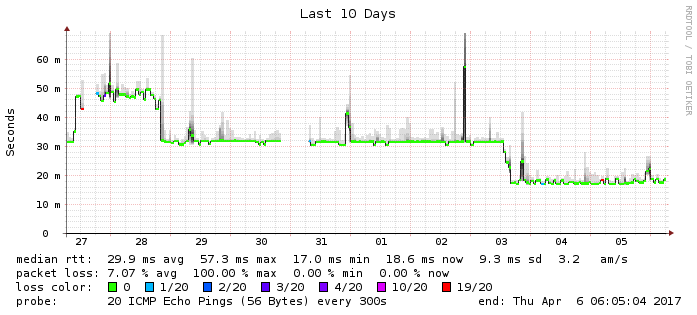 Last 10 Days
RRDTOOL / TOBI OETIKER
Seconds
60 m
50 m
40 m
30 m
20 m
10 m
0
27 28 29 30 31 01 02 03 04 05
median rtt: 29.9 ms avg 57.3 ms max 17.0 ms min 18.6 ms now 9.3 ms sd 3.2 am/s
packet loss: 7.07 % avg 100.00 % max 0.00 % min 0.00 % now
loss color: 0 1/20 2/20 3/20 4/20 10/20 19/20
probe: 20 ICMP Echo Pings (56 Bytes) every 300s end: Thu Apr 6 06:05:04 2017